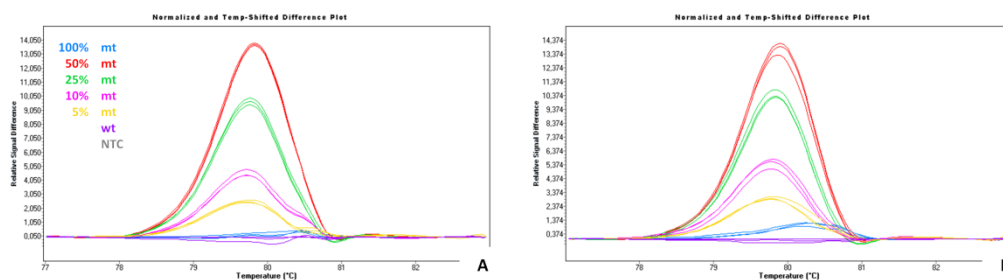 Normalized and Temp-Shifted Difference Plot
Relative Signal Difference
14,050
13,050
12,050
11,050
10,050
9,050
8,050
7,050
6,050
5,050
4,050
3,050
2,050
1,050
0,050
100% mt
50% mt
25% mt
10% mt
5% mt
wt
NTC
77 78 79 80 81 82
Temperature [°C]
A
Normalized and Temp-Shifted Difference Plot
Relative Signal Difference
14,374
13,374
12,374
11,374
10,374
9,374
8,374
7,374
6,374
5,374
4,374
3,374
2,374
1,374
0,374
78 79 80 81 82
Temperature [°C]